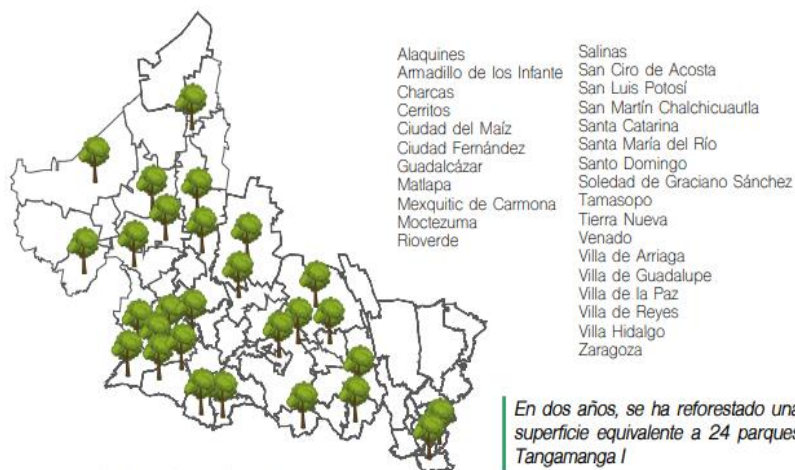 Alaquines
Armadillo de los Infante
Charcas
Cerritos
Ciudad del Maíz
Ciudad Fernández
Guadalcázar
Matlapa
Mexquitic de Carmona
Moctezuma
Rioverde
Salinas
San Ciro de Acosta
San Luis Potosí
San Martín Chalchicuautla
Santa Catarina
Santa María del Río
Santo Domingo
Soledad de Graciano Sánchez
Tamasopo
Tierra Nueva
Venado
Villa de Arriaga
Villa de Guadalupe
Villa de la Paz
Villa de Reyes
Villa Hidalgo
Zaragoza
En dos años, se ha reforestado una
superficie equivalente a 24 parques
Tangamanga I